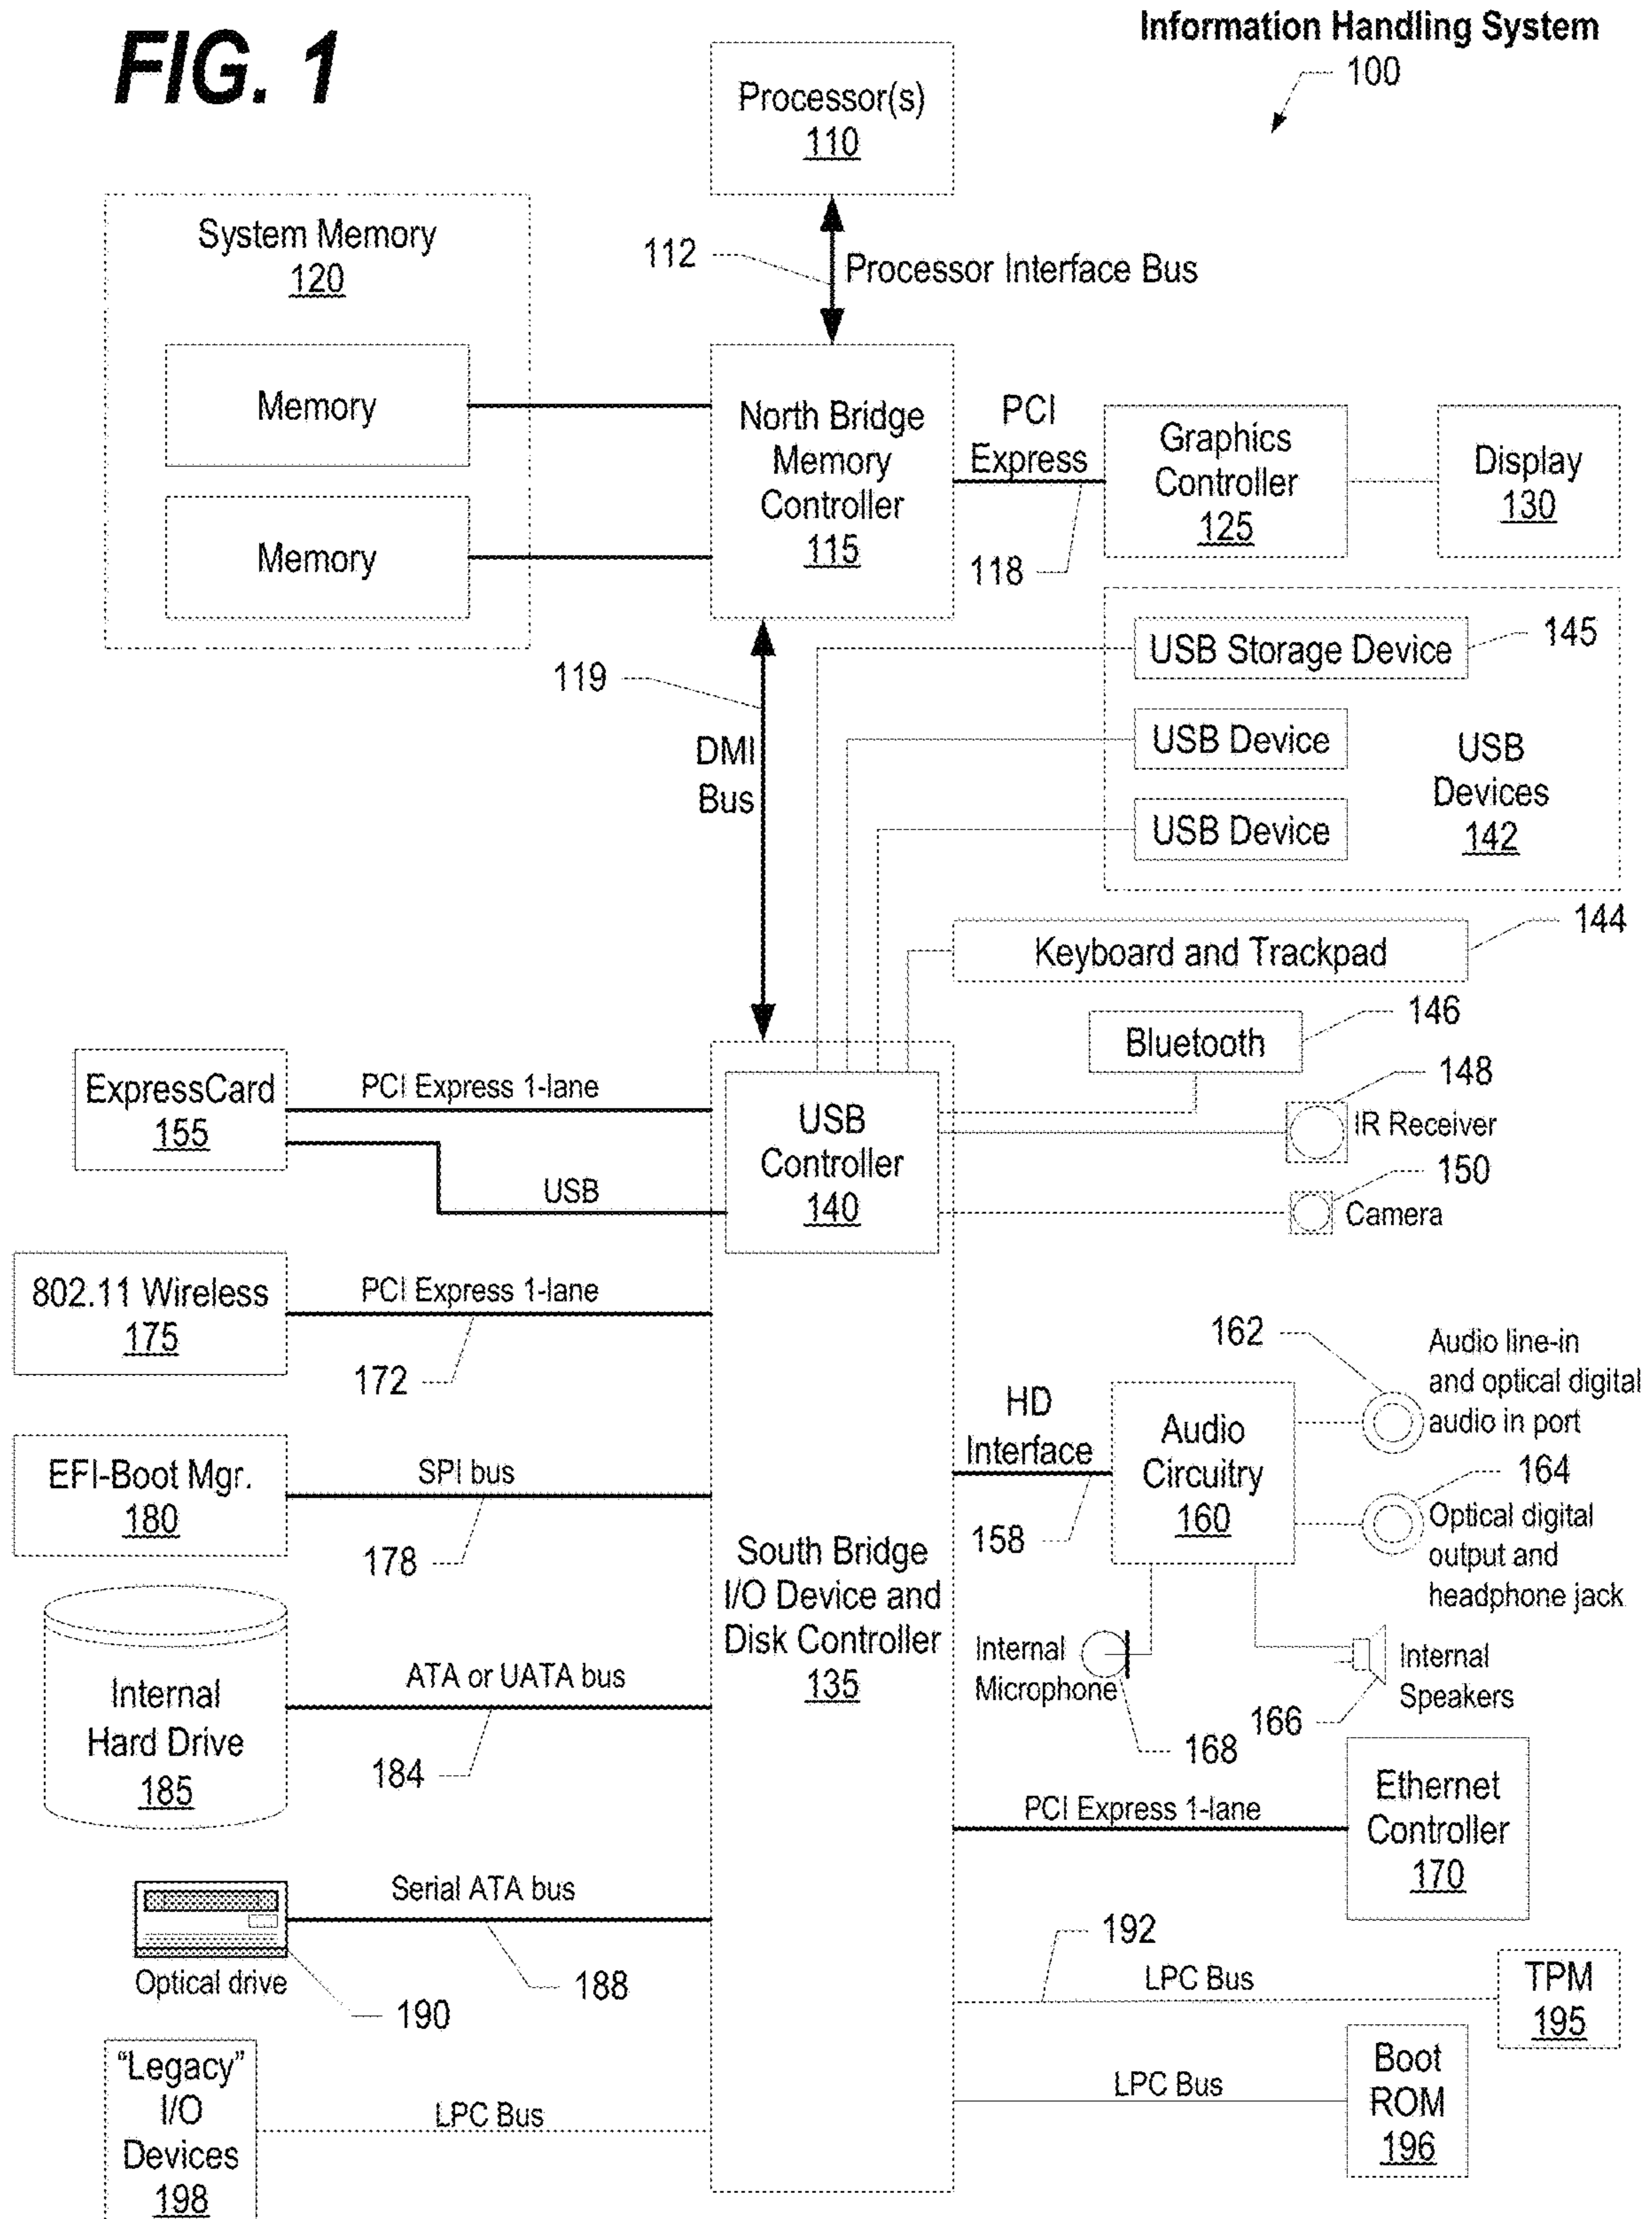 FIG. 1
Information Handling System
100
Processor(s)
110
System Memory
120
112
Processor Interface Bus
Memory
Memory
North Bridge
Memory
Controller
115
PCI
Express
118
Graphics
Controller
125
Display
130
119
DMI
Bus
USB Storage Device
145
USB Device
USB Device
USB
Devices
142
144
Keyboard and Trackpad
146
Bluetooth
148
IR Receiver
150
Camera
ExpressCard
155
PCI Express 1-lane
USB
USB
Controller
140
802.11 Wireless
175
PCI Express 1-lane
172
162
Audio line-in
and optical digital
audio in port
HD
Interface
158
Audio
Circuitry
160
164
Optical digital
output and
headphone jack
EFI-Boot Mgr.
180
SPI bus
178
South Bridge
I/O Device and
Disk Controller
135
Internal
Microphone
168
Internal
Speakers
166
Internal
Hard Drive
185
ATA or UATA bus
184
PCI Express 1-lane
Ethernet
Controller
170
Serial ATA bus
188
Optical drive
190
192
LPC Bus
TPM
195
"Legacy"
I/O
Devices
198
LPC Bus
LPC Bus
Boot
ROM
196